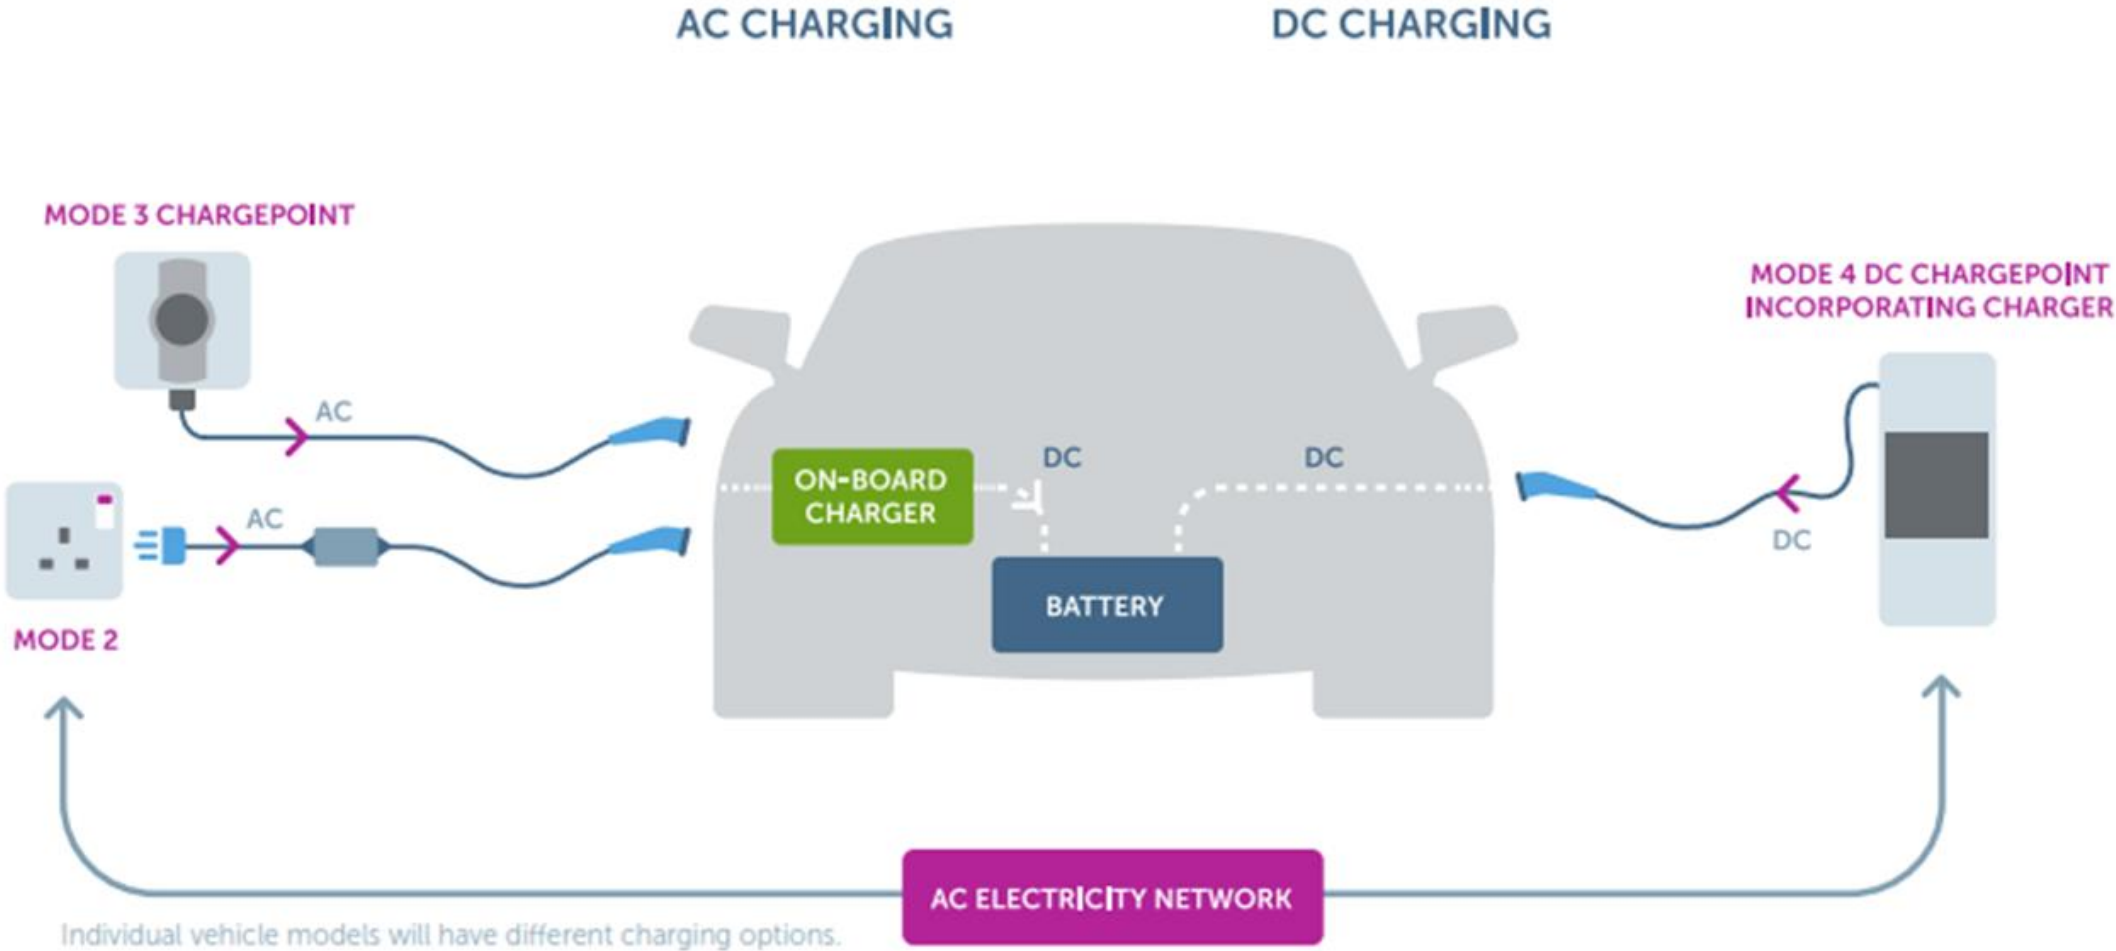 AC CHARGING
DC CHARGING
MODE 3 CHARGEPOINT
MODE 4 DC CHARGEPOINT
INCORPORATING CHARGER
AC
DC
DC
ON-BOARD
CHARGER
AC
DC
BATTERY
MODE 2
AC ELECTRICITY NETWORK
Individual vehicle models will have different charging options.